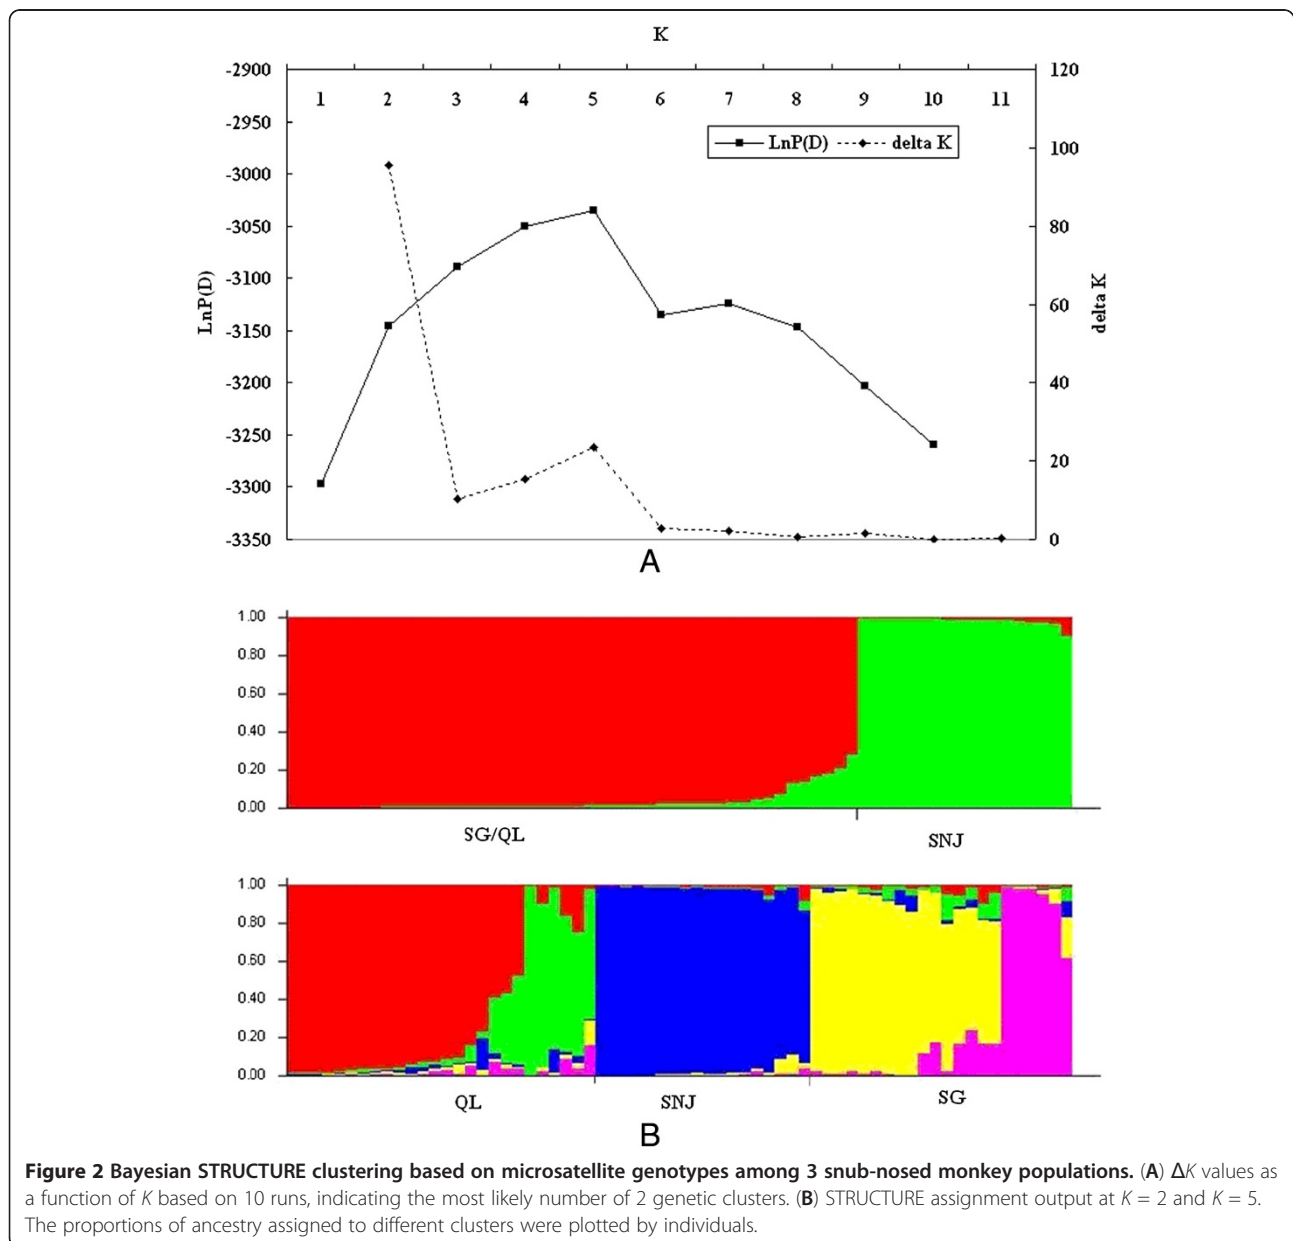 K
-2900
120
1 2 3 4 5 6 7 8 9 10 11
-2950
LnP(D) delta K
100
-3000
-3050
80
-3100
LnP(D)
60
delta K
-3150
-3200
40
-3250
20
-3300
-3350
0
A
1.00
0.80
0.60
0.40
0.20
0.00
SG/QL SNJ
1.00
0.80
0.60
0.40
0.20
0.00
QL SNJ SG
B
Figure 2 Bayesian STRUCTURE clustering based on microsatellite genotypes among 3 snub-nosed monkey populations. (A) ΔK values as
a function of K based on 10 runs, indicating the most likely number of 2 genetic clusters. (B) STRUCTURE assignment output at K = 2 and K = 5.
The proportions of ancestry assigned to different clusters were plotted by individuals.